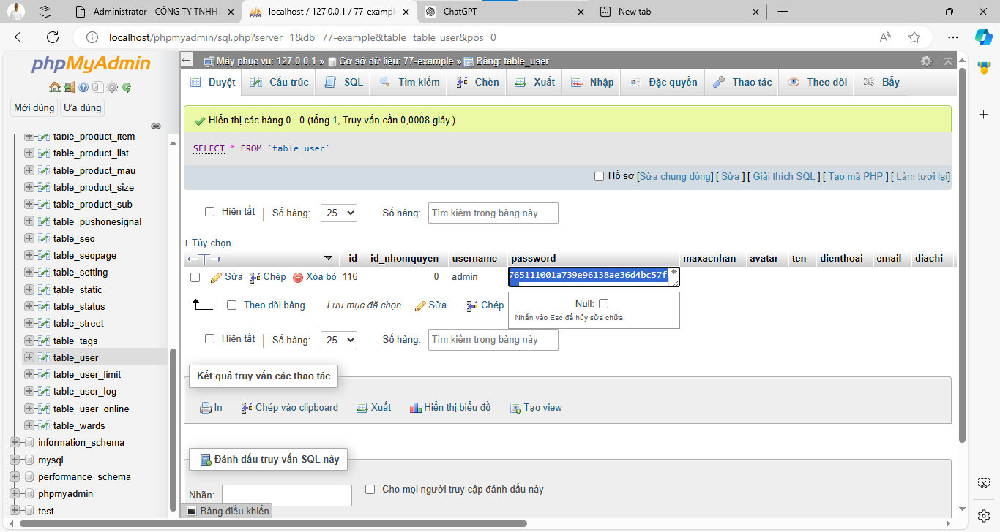 Administrator - CÔNG TY TNHH
localhost / 127.0.0.1 / 77-example
ChatGPT
New tab
localhost/phpmyadmin/sql.php?server=1&db=77-example&table=table_user&pos=0
phpMyAdmin
Mới dùng
Ưa dùng
table_product_item
table_product_list
table_product_mau
table_product_size
table_product_sub
table_pushonesignal
table_seo
table_seopage
table_setting
table_static
table_status
table_street
table_tags
table_user
table_user_limit
table_user_log
table_user_online
table_wards
information_schema
mysql
performance_schema
phpmyadmin
test
Máy phục vụ: 127.0.0.1 » Cơ sở dữ liệu: 77-example » Bảng: table_user
Duyệt Cấu trúc SQL Tìm kiếm Chèn Xuất Nhập Đặc quyền Thao tác Theo dõi Bẫy
Hiển thị các hàng 0 - 0 (tổng 1, Truy vấn cần 0,0008 giây.)
SELECT * FROM `table_user`
Hồ sơ [Sửa chung dòng] [ Sửa ] [ Giải thích SQL ] [ Tạo mã PHP ] [ Làm tươi lại]
Hiện tất Số hàng: 25 Số hàng: Tìm kiếm trong bảng này
+ Tùy chọn
←T→ id id_nhomquyen username password maxacnhan avatar ten dienthoai email diachi
Sửa Chép Xóa bỏ 116 0 admin 765111001a739e96138ae36d4bc57f
Theo dõi bảng Lưu mục đã chọn Sửa Chép Null:
Nhấn vào Esc để hủy sửa chữa.
Hiện tất Số hàng: 25 Số hàng: Tìm kiếm trong bảng này
Kết quả truy vấn các thao tác
In Chép vào clipboard Xuất Hiển thị biểu đồ Tạo view
Đánh dấu truy vấn SQL này
Nhãn: Cho mọi người truy cập đánh dấu này
Bảng điều khiển